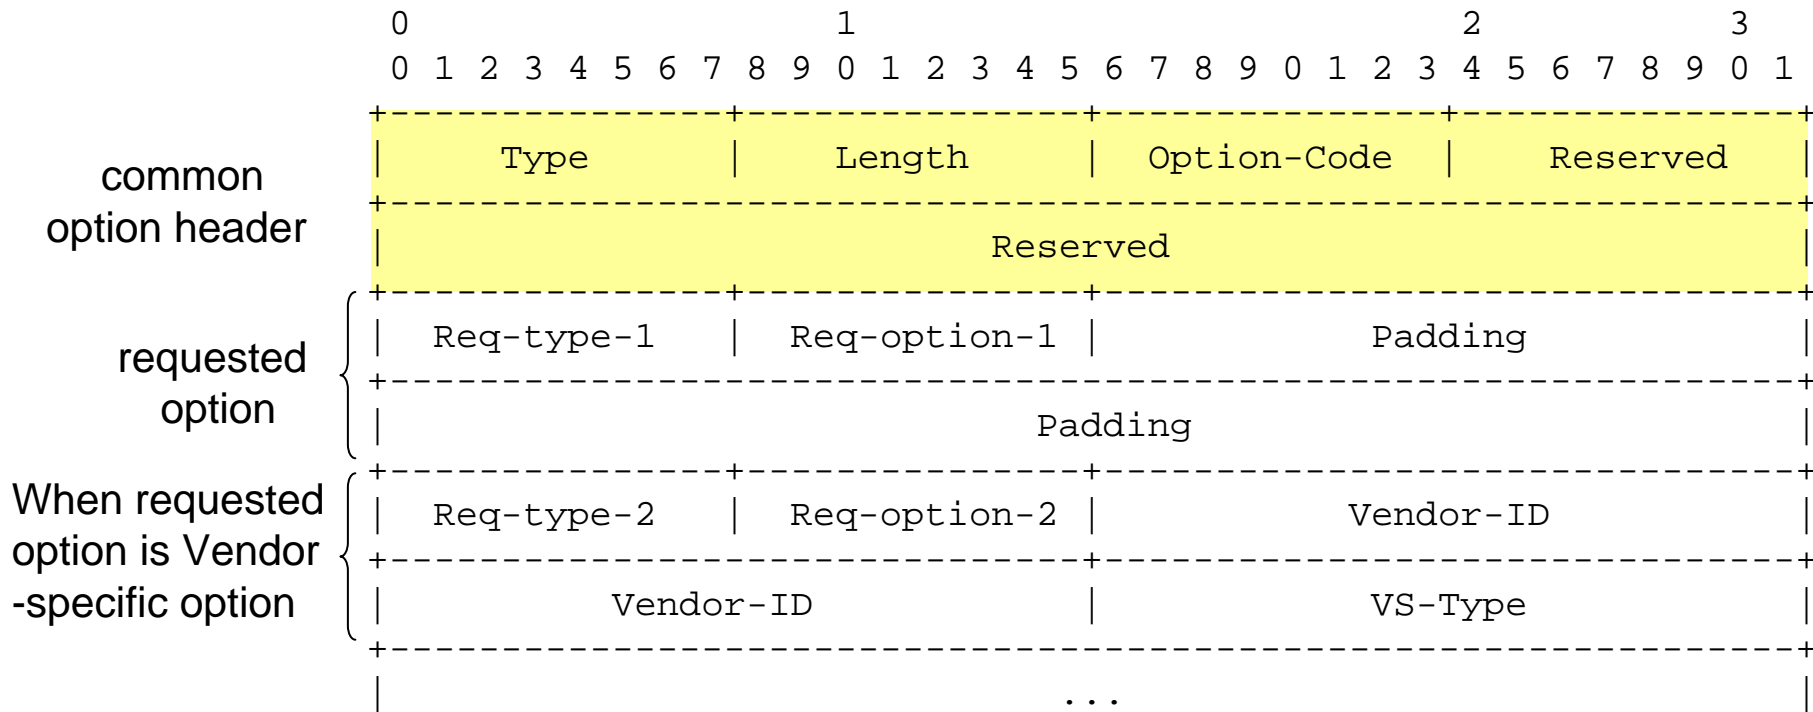 0 1 2 3
0 1 2 3 4 5 6 7 8 9 0 1 2 3 4 5 6 7 8 9 0 1 2 3 4 5 6 7 8 9 0 1
+---------------+---------------+---------------+---------------+
| Type | Length | Option-Code | Reserved |
common
option header
+---------------------------------------------------------------+
| Reserved |
+---------------+---------------+-------------------------------+
| Req-type-1 | Req-option-1 | Padding |
requested
option
+---------------------------------------------------------------+
| Padding |
+---------------+---------------+-------------------------------+
When requested
option is Vendor
-specific option
| Req-type-2 | Req-option-2 | Vendor-ID |
+-------------------------------+-------------------------------+
| Vendor-ID | VS-Type |
+---------------------------------------------------------------+
| ... |